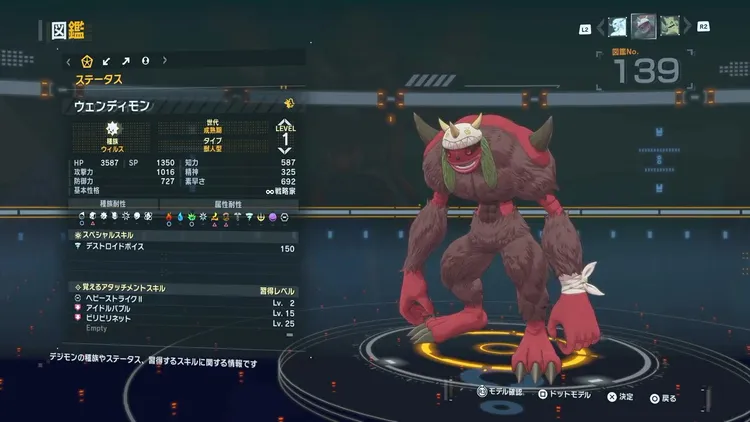 図鑑
L2
R2
図鑑No.
139
ステータス
ウェンディモン
種族
ウイルス
世代
成熟期
タイプ
獣人型
LEVEL
1
HP 3587 SP 1350 知力 587
攻撃力 1016 精神 325
防御力 727 素早さ 692
基本性格 戦略家
種族耐性 属性耐性
スペシャルスキル
デストロイドボイス 150
覚えるアタッチメントスキル 習得レベル
ヘビーストライクⅡ Lv. 2
アイドルバブル Lv. 15
ビリビリネット Lv. 25
Empty
デジモンの種族やステータス、習得するスキルに関する情報です
R3 モデル確認 ドットモデル 決定 戻る